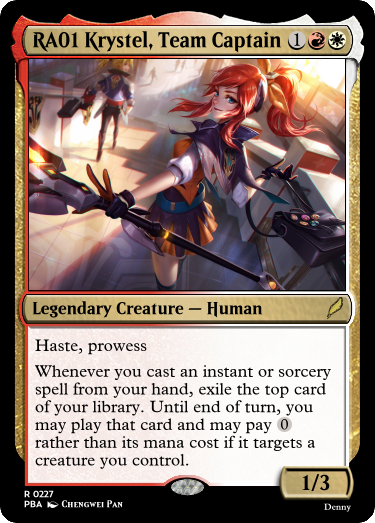 RA01 Krystel, Team Captain 1
Legendary Creature — Human
Haste, prowess
Whenever you cast an instant or sorcery
spell from your hand, exile the top card
of your library. Until end of turn, you
may play that card and may pay 0
rather than its mana cost if it targets a
creature you control.
1/3
R 0227
PBA Chengwei Pan
Denny